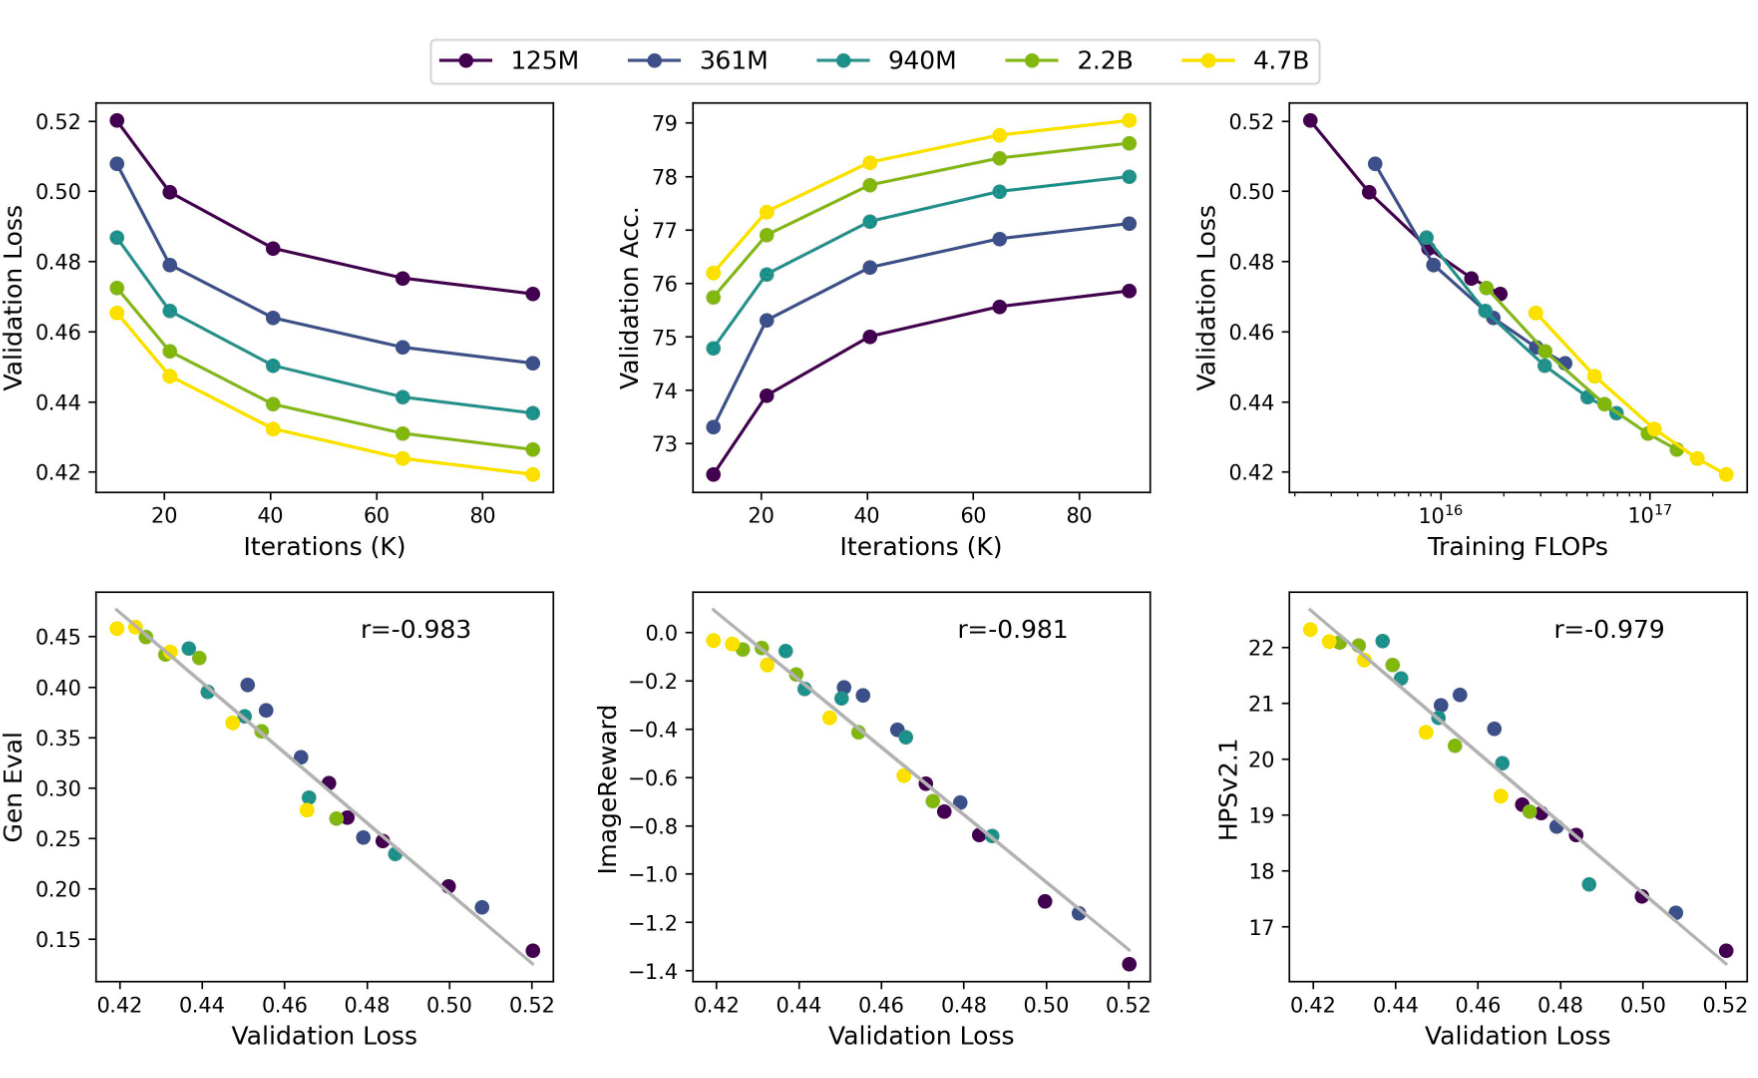 125M 361M 940M 2.2B 4.7B
Validation Loss
0.52
0.50
0.48
0.46
0.44
0.42
20 40 60 80
Iterations (K)
Validation Acc.
79
78
77
76
75
74
73
20 40 60 80
Iterations (K)
Validation Loss
0.52
0.50
0.48
0.46
0.44
0.42
10¹⁶ 10¹⁷
Training FLOPs
Gen Eval
r=-0.983
0.45
0.40
0.35
0.30
0.25
0.20
0.15
0.42 0.44 0.46 0.48 0.50 0.52
Validation Loss
ImageReward
r=-0.981
0.0
−0.2
−0.4
−0.6
−0.8
−1.0
−1.2
−1.4
0.42 0.44 0.46 0.48 0.50 0.52
Validation Loss
HPSv2.1
r=-0.979
22
21
20
19
18
17
0.42 0.44 0.46 0.48 0.50 0.52
Validation Loss